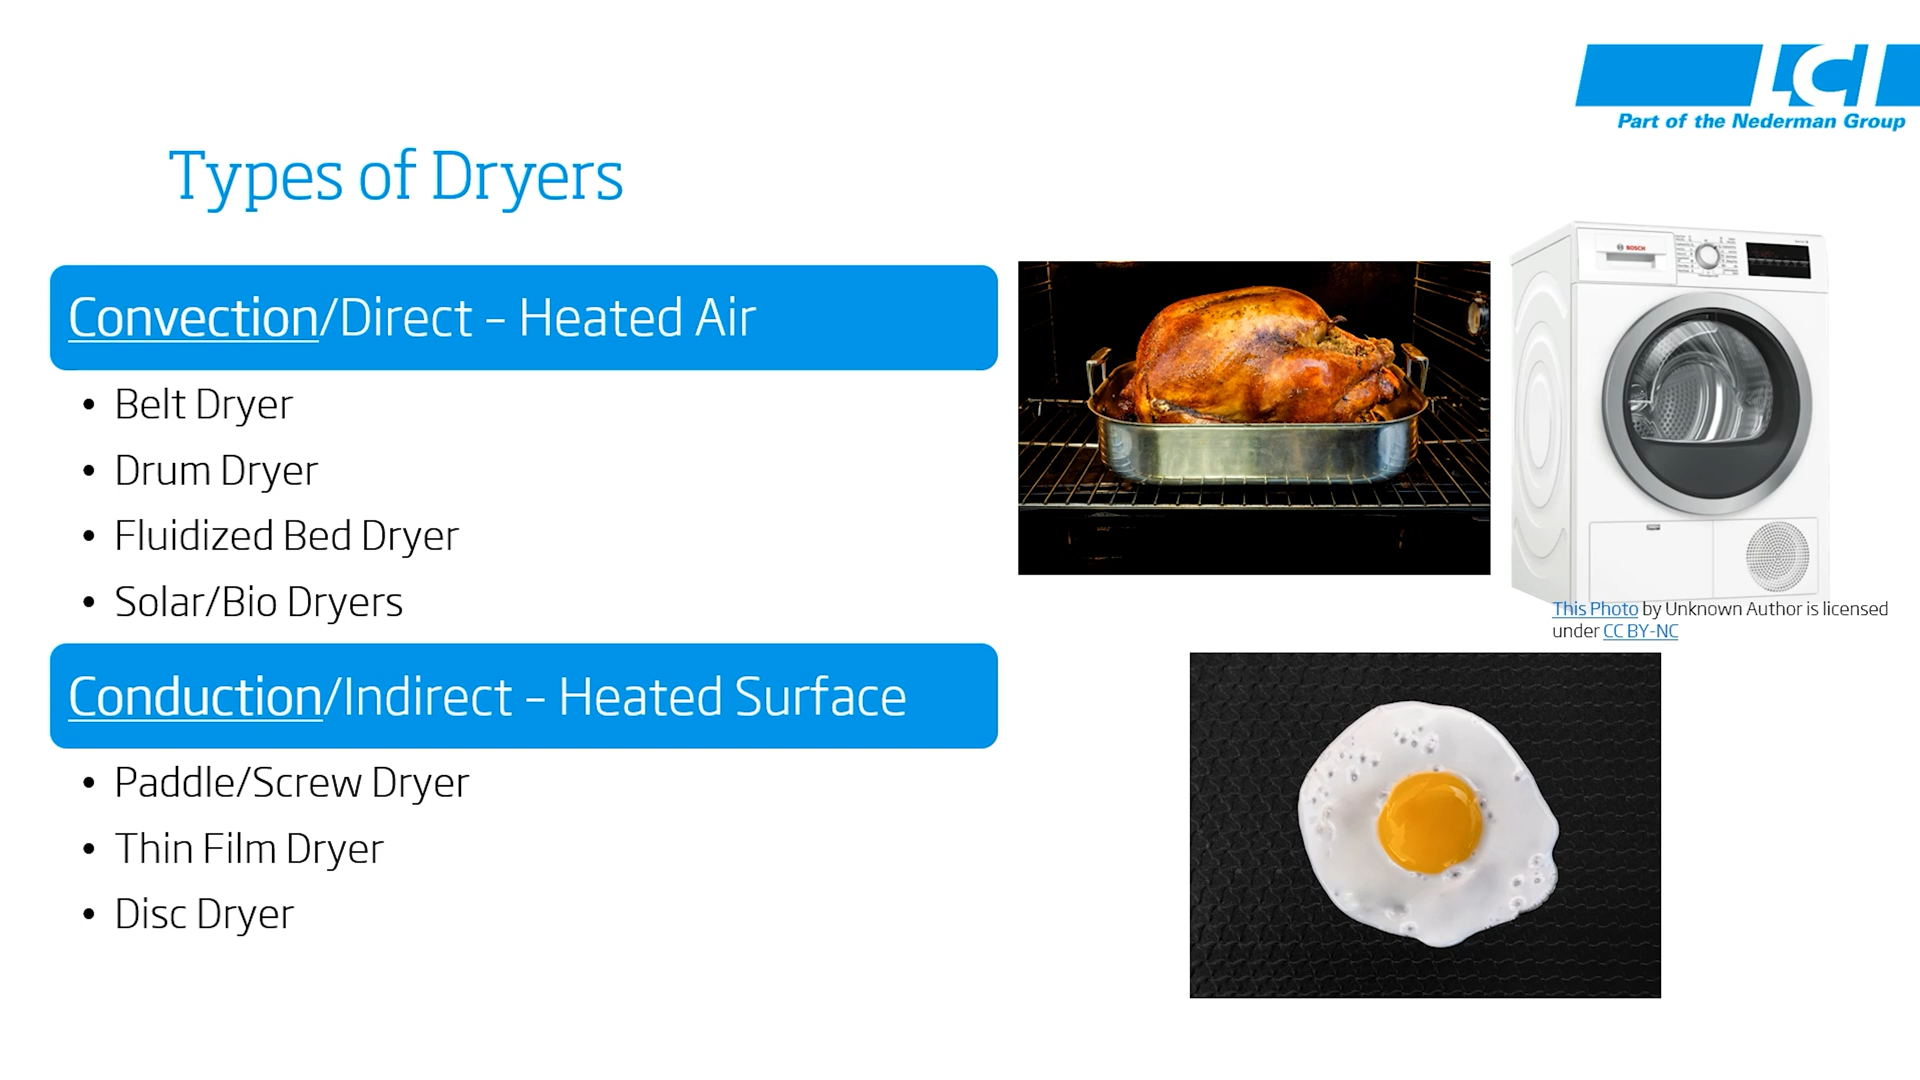 LCI
Part of the Nederman Group
Types of Dryers
Convection/Direct – Heated Air
• Belt Dryer
• Drum Dryer
• Fluidized Bed Dryer
• Solar/Bio Dryers
BOSCH
This Photo by Unknown Author is licensed
under CC BY-NC
Conduction/Indirect – Heated Surface
• Paddle/Screw Dryer
• Thin Film Dryer
• Disc Dryer